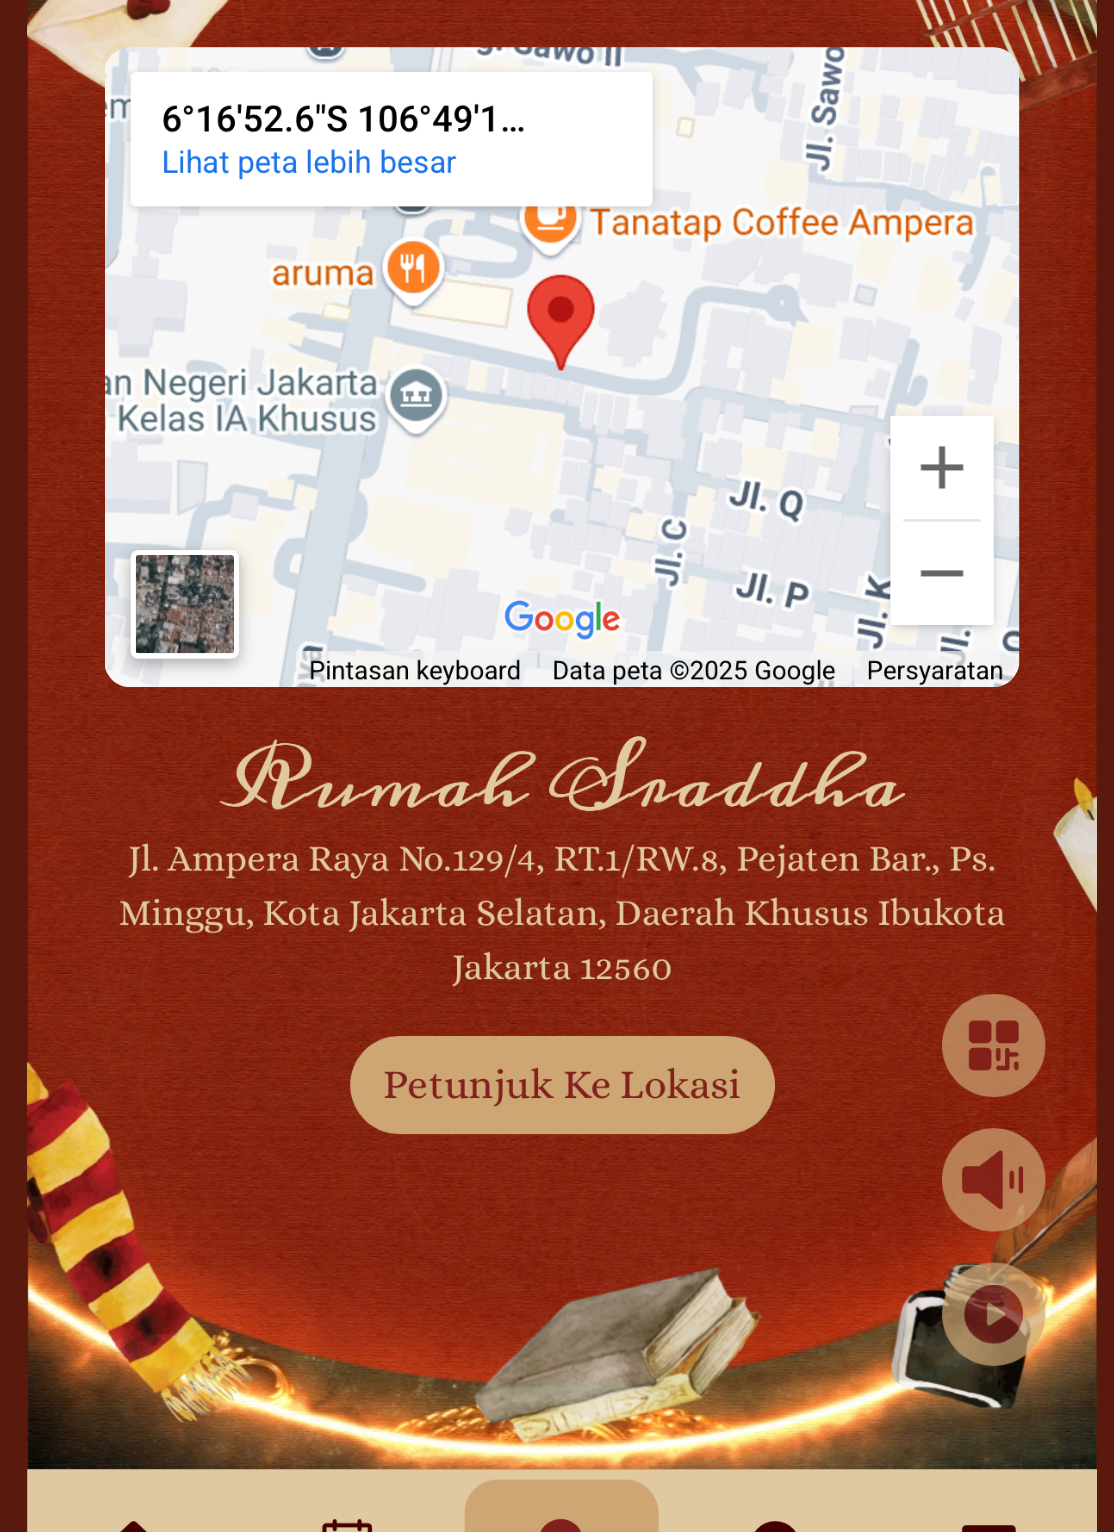 6°16'52.6"S 106°49'1...
Lihat peta lebih besar
Jl. Sawo
Tanatap Coffee Ampera
aruma
an Negeri Jakarta
Kelas IA Khusus
Jl. Q
Jl. C
Jl. P
Jl. K
Jl.
Google
Pintasan keyboard
Data peta ©2025 Google
Persyaratan
Rumah Sraddha
Jl. Ampera Raya No.129/4, RT.1/RW.8, Pejaten Bar., Ps.
Minggu, Kota Jakarta Selatan, Daerah Khusus Ibukota
Jakarta 12560
Petunjuk Ke Lokasi